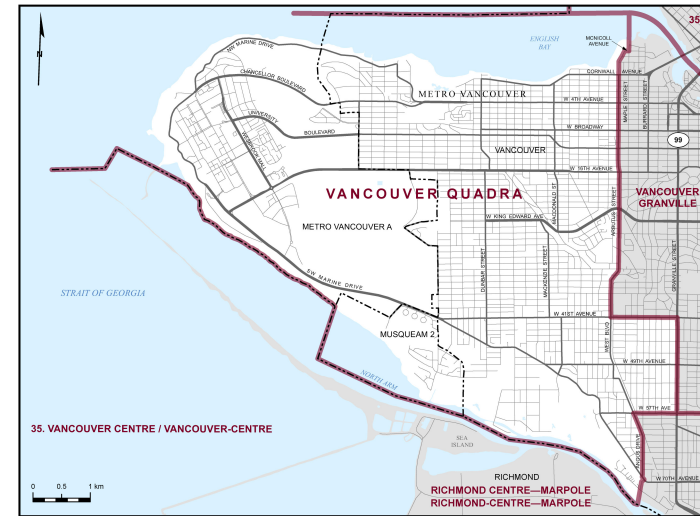 35
ENGLISH
BAY
MCNICOLL
AVENUE
NW MARINE DRIVE
CORNWALL AVENUE
CHANCELLOR BOULEVARD
METRO VANCOUVER
W 4TH AVENUE
MAPLE STREET
BURRARD STREET
UNIVERSITY
BOULEVARD
W BROADWAY
WESBROOK MALL
99
VANCOUVER
W 16TH AVENUE
VANCOUVER QUADRA
VANCOUVER
GRANVILLE
MACDONALD ST
ARBUTUS STREET
W KING EDWARD AVE
METRO VANCOUVER A
DUNBAR STREET
MACKENZIE STREET
GRANVILLE STREET
SW MARINE DRIVE
STRAIT OF GEORGIA
W 41ST AVENUE
MUSQUEAM 2
WEST BLVD
W 49TH AVENUE
NORTH ARM
W 57TH AVE
35. VANCOUVER CENTRE / VANCOUVER-CENTRE
SEA
ISLAND
ANGUS DRIVE
RICHMOND
W 70TH AVENUE
RICHMOND CENTRE—MARPOLE
RICHMOND-CENTRE—MARPOLE
0 0.5 1 km